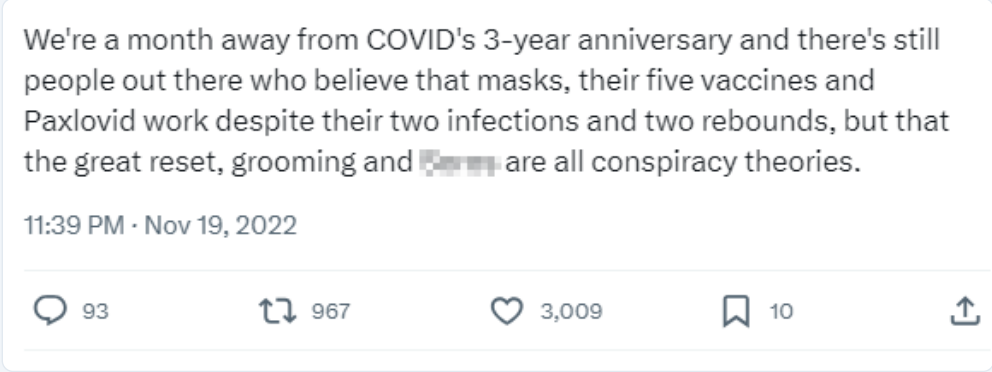 We're a month away from COVID's 3-year anniversary and there's still
people out there who believe that masks, their five vaccines and
Paxlovid work despite their two infections and two rebounds, but that
the great reset, grooming and are all conspiracy theories.
11:39 PM · Nov 19, 2022
93 967 3,009 10